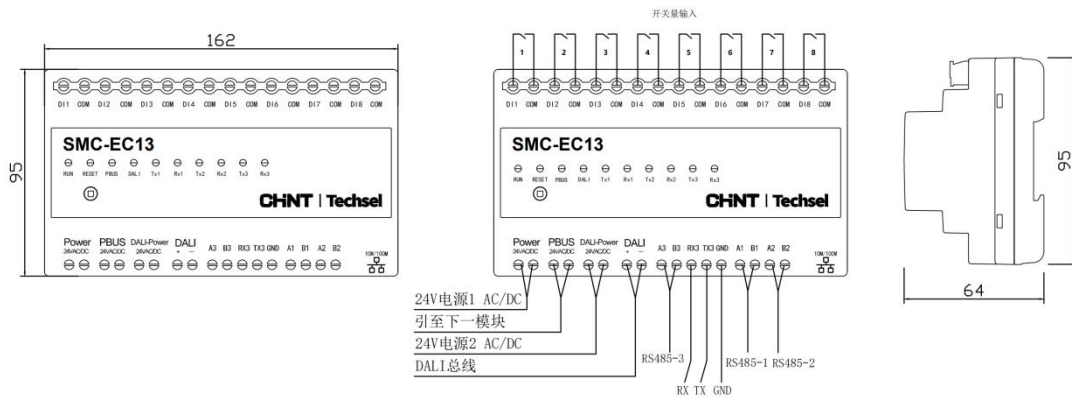 开关量输入
162
1 2 3 4 5 6 7 8
DI1 COM DI2 COM DI3 COM DI4 COM DI5 COM DI6 COM DI7 COM DI8 COM
SMC-EC13
RUN RESET PBUS DALI Tx1 Rx1 Tx2 Rx2 Tx3 Rx3
CHNT | Techsel
Power PBUS DALI-Power DALI
24VAC/DC 24VAC/DC 24VAC/DC + —
A3 B3 RX3 TX3 GND A1 B1 A2 B2
10M/100M
95
DI1 COM DI2 COM DI3 COM DI4 COM DI5 COM DI6 COM DI7 COM DI8 COM
SMC-EC13
RUN RESET PBUS DALI Tx1 Rx1 Tx2 Rx2 Tx3 Rx3
CHNT | Techsel
Power PBUS DALI-Power DALI
24VAC/DC 24VAC/DC 24VAC/DC + —
A3 B3 RX3 TX3 GND A1 B1 A2 B2
10M/100M
24V电源1 AC/DC
引至下一模块
24V电源2 AC/DC
DALI总线
RS485-3
RX TX GND
RS485-1 RS485-2
95
64